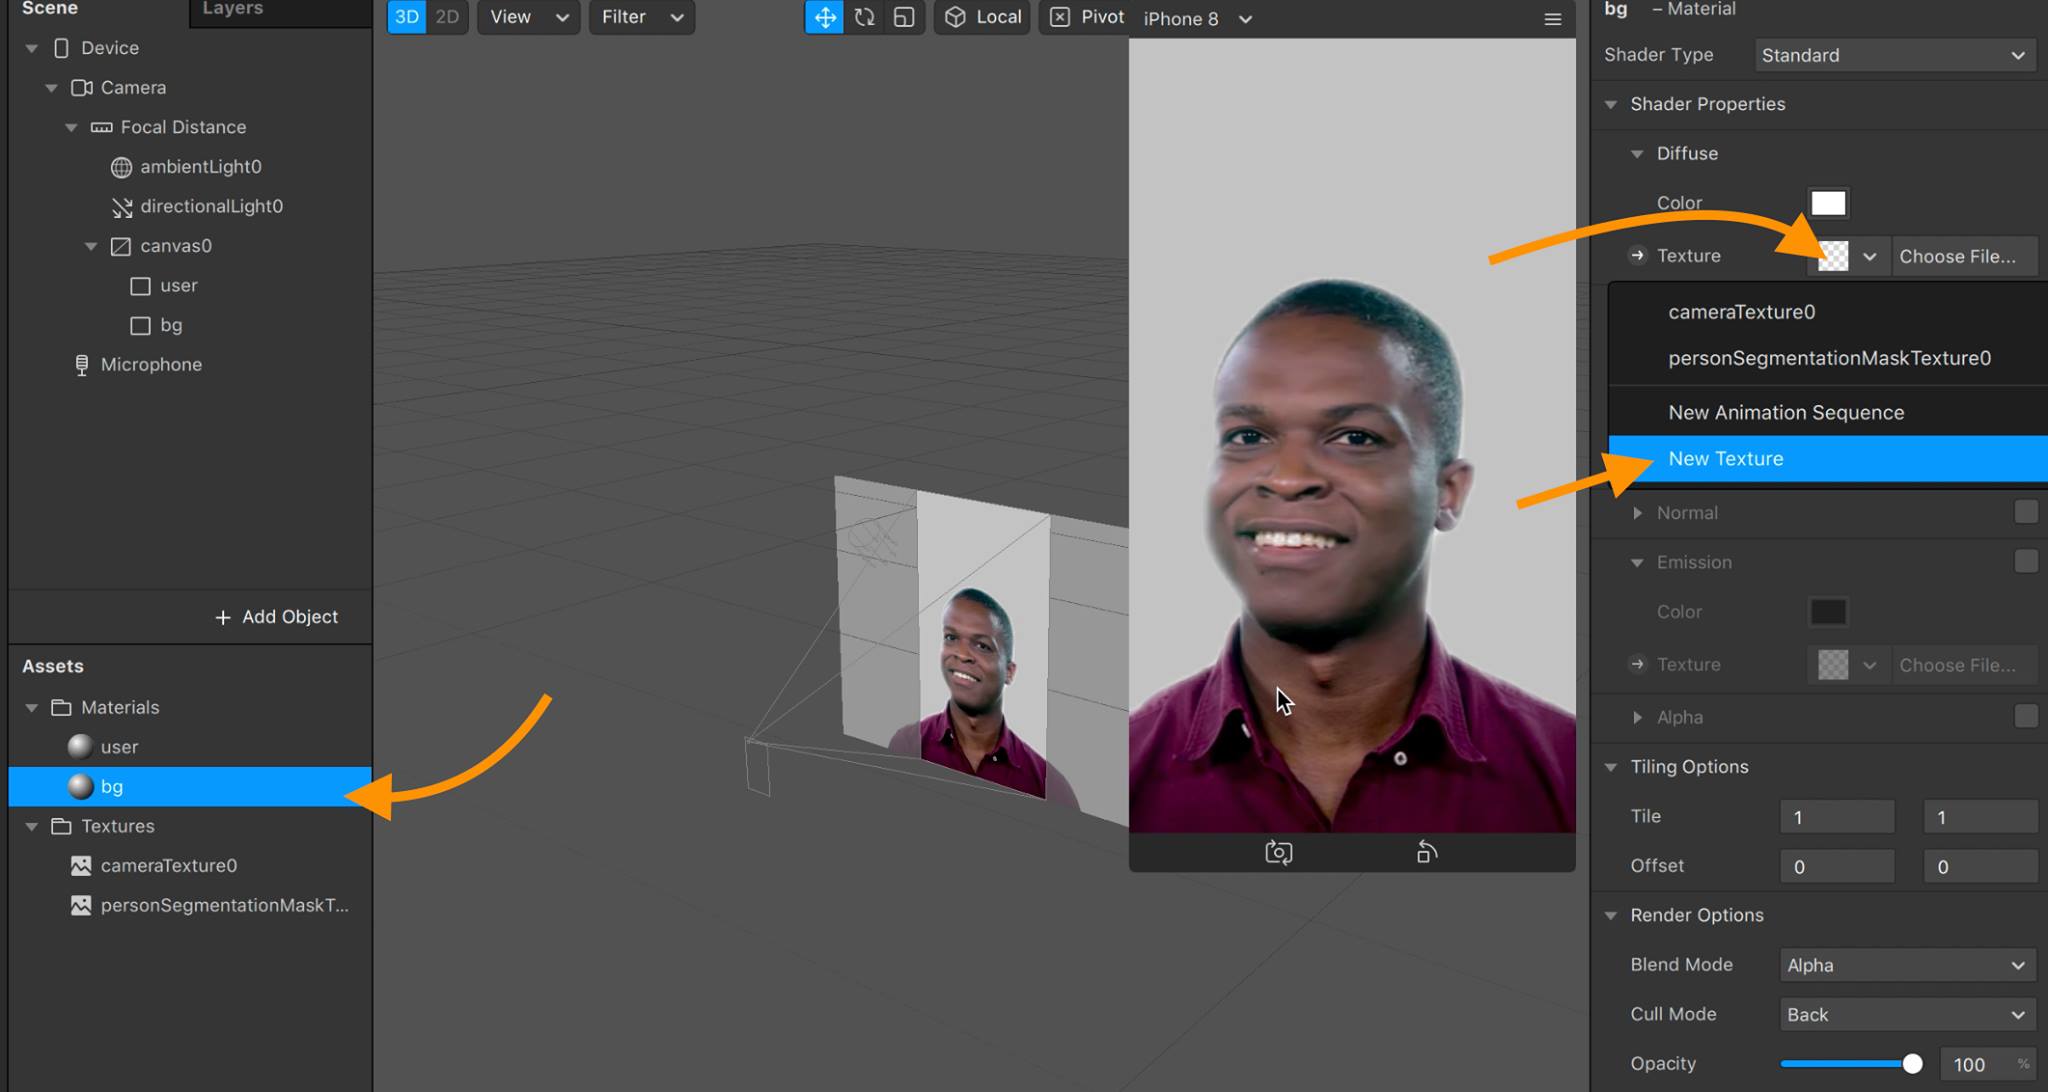 Scene
Layers
Device
Camera
Focal Distance
ambientLight0
directionalLight0
canvas0
user
bg
Microphone
+ Add Object
Assets
Materials
user
bg
Textures
cameraTexture0
personSegmentationMaskT...
3D 2D
View
Filter
Local
Pivot
iPhone 8
bg – Material
Shader Type Standard
Shader Properties
Diffuse
Color
Texture Choose File...
cameraTexture0
personSegmentationMaskTexture0
New Animation Sequence
New Texture
Normal
Emission
Color
Texture Choose File...
Alpha
Tiling Options
Tile 1 1
Offset 0 0
Render Options
Blend Mode Alpha
Cull Mode Back
Opacity 100 %